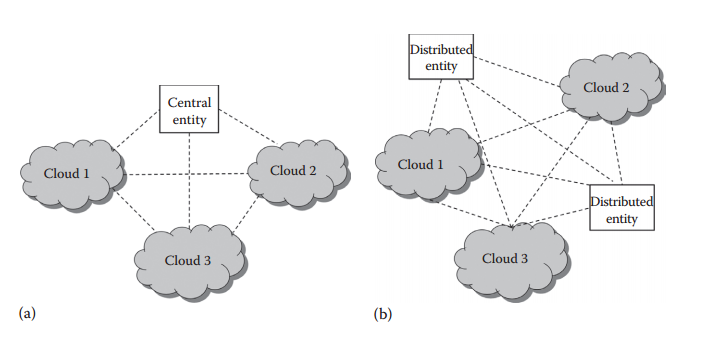 Central
entity
Cloud 1
Cloud 2
Cloud 3
(a)
Distributed
entity
Cloud 2
Cloud 1
Distributed
entity
Cloud 3
(b)